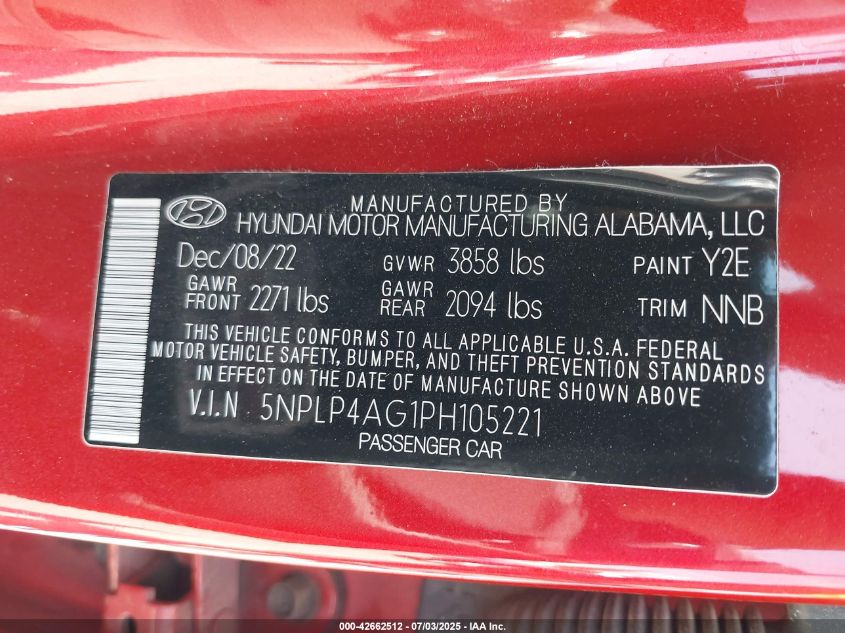 MANUFACTURED BY
HYUNDAI MOTOR MANUFACTURING ALABAMA, LLC
Dec/08/22 GVWR 3858 lbs PAINT Y2E
GAWR FRONT 2271 lbs GAWR REAR 2094 lbs TRIM NNB
THIS VEHICLE CONFORMS TO ALL APPLICABLE U.S.A. FEDERAL
MOTOR VEHICLE SAFETY, BUMPER, AND THEFT PREVENTION STANDARDS
IN EFFECT ON THE DATE OF MANUFACTURE SHOWN ABOVE
V.I.N 5NPLP4AG1PH105221
PASSENGER CAR
000-42662512 - 07/03/2025 - IAA Inc.